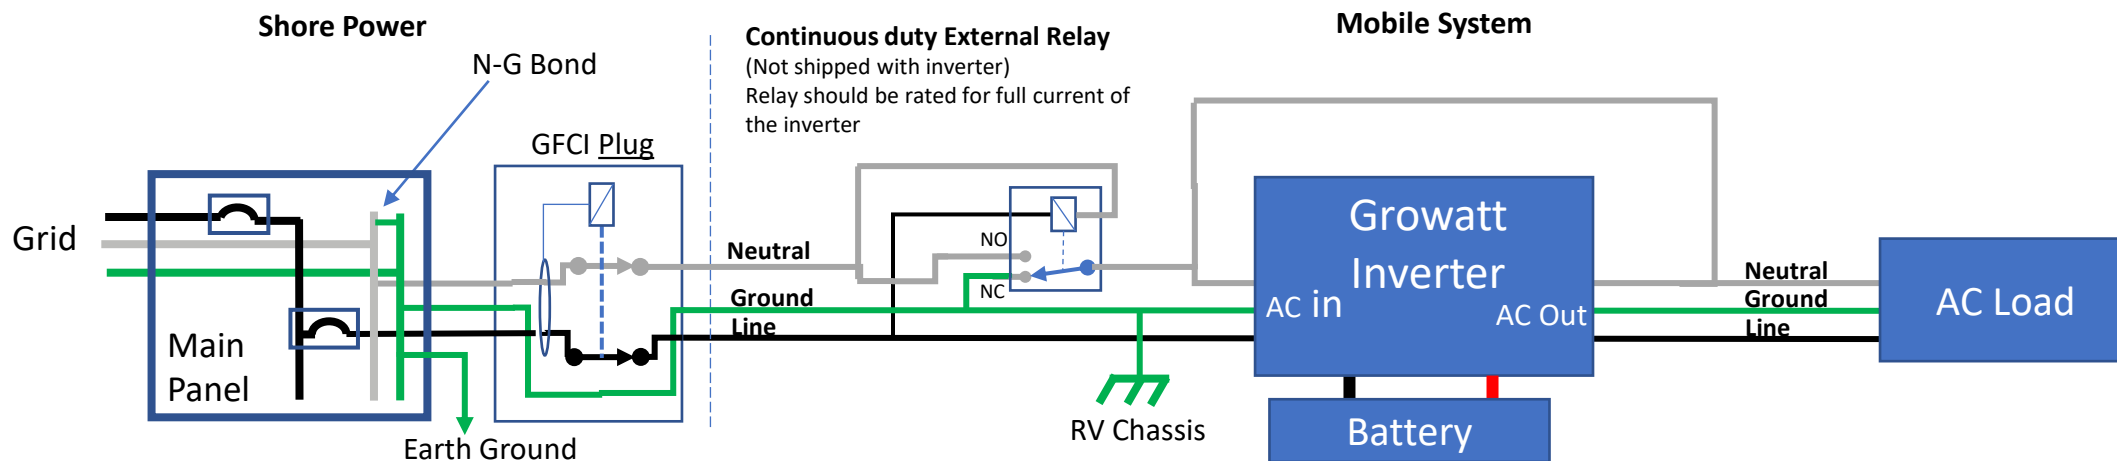 Shore Power
Mobile System
Continuous duty External Relay
(Not shipped with inverter)
Relay should be rated for full current of
the inverter
N-G Bond
GFCI Plug
Grid
Main
Panel
Earth Ground
Neutral
Ground
Line
NO
NC
RV Chassis
Growatt
Inverter
AC in
AC Out
Battery
Neutral
Ground
Line
AC Load